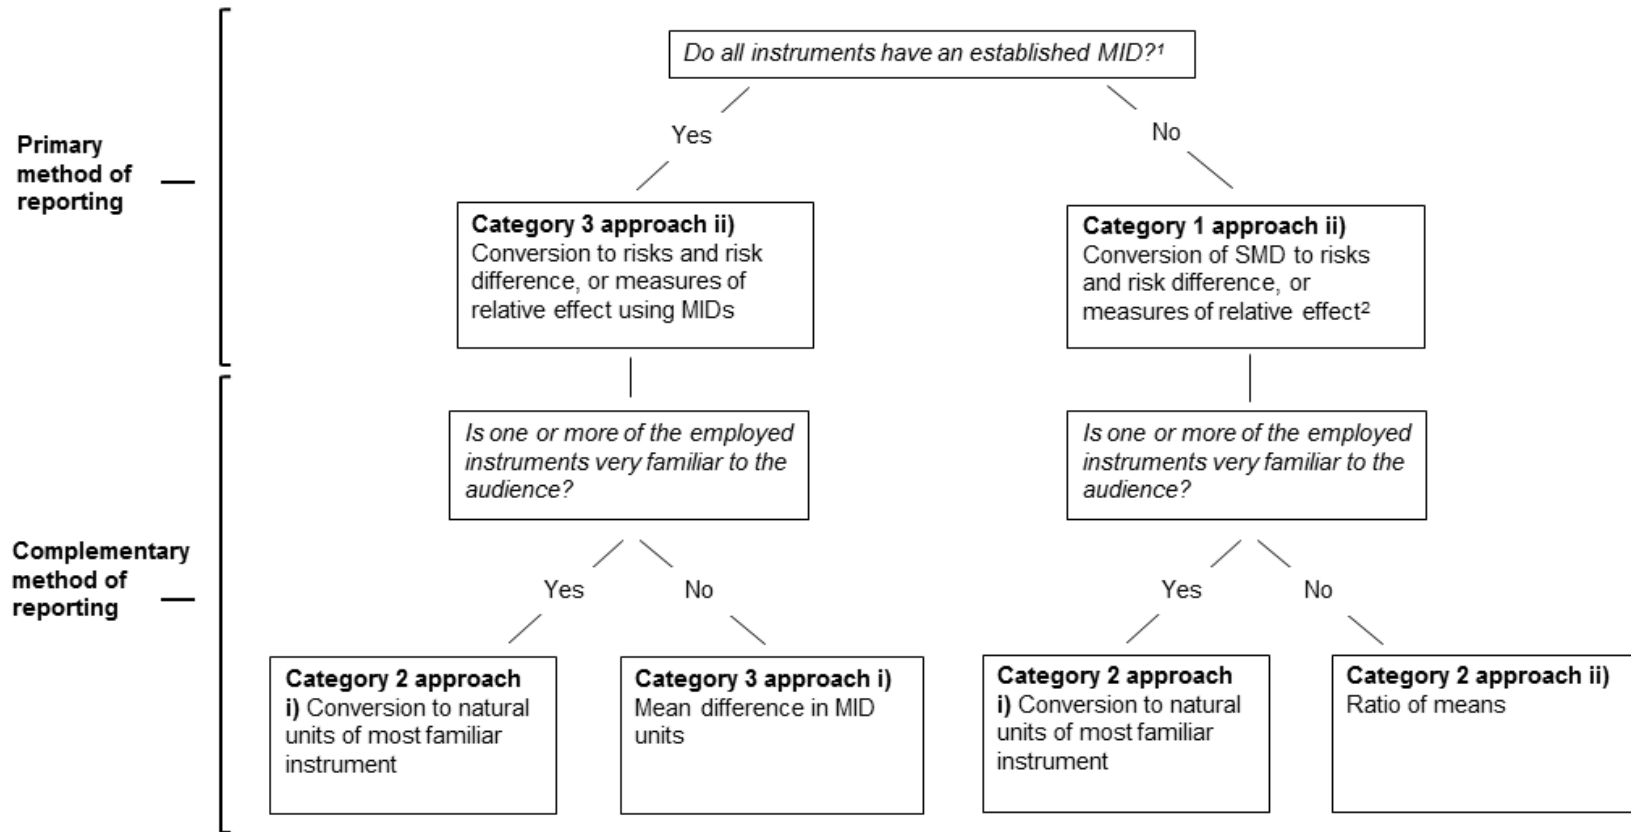 Do all instruments have an established MID?¹
Yes
No
Primary
method of
reporting
Category 3 approach ii)
Conversion to risks and risk
difference, or measures of
relative effect using MIDs
Category 1 approach ii)
Conversion of SMD to risks
and risk difference, or
measures of relative effect²
Is one or more of the employed
instruments very familiar to the
audience?
Is one or more of the employed
instruments very familiar to the
audience?
Complementary
method of
reporting
Yes
No
Yes
No
Category 2 approach
i) Conversion to natural
units of most familiar
instrument
Category 3 approach i)
Mean difference in MID
units
Category 2 approach
i) Conversion to natural
units of most familiar
instrument
Category 2 approach ii)
Ratio of means